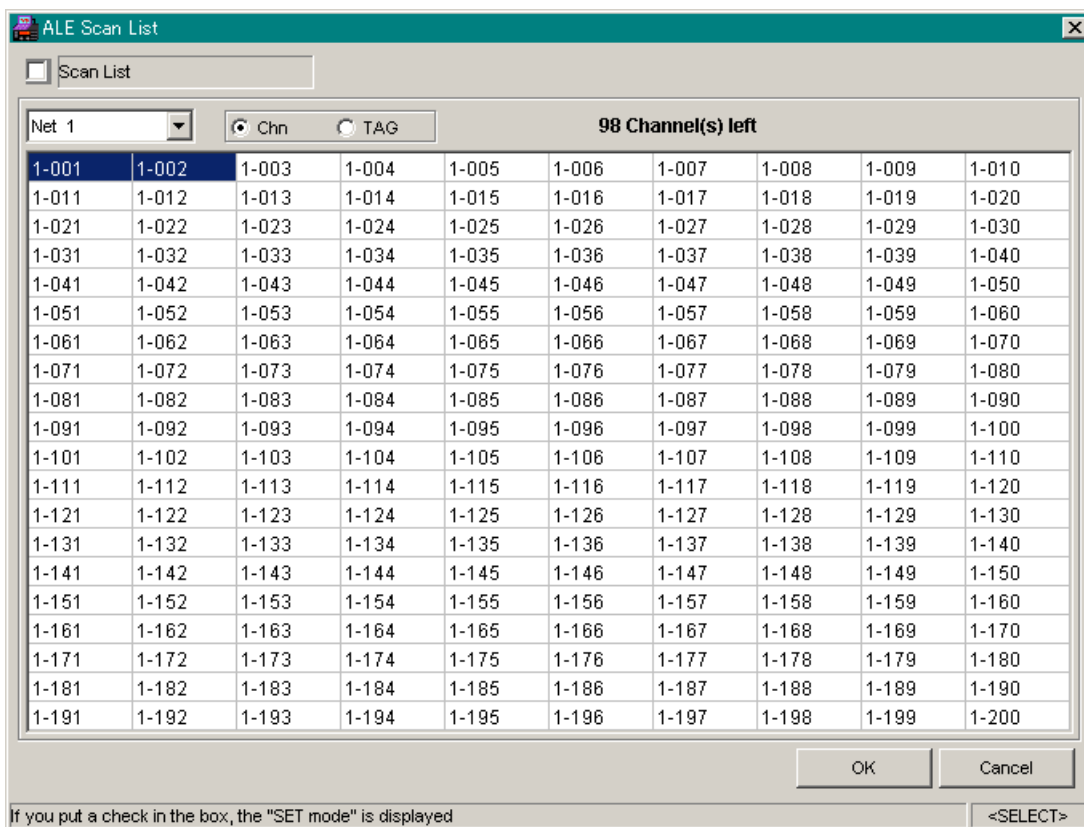 ALE Scan List
Scan List
Net 1 Chn TAG 98 Channel(s) left
1-001 1-002 1-003 1-004 1-005 1-006 1-007 1-008 1-009 1-010
1-011 1-012 1-013 1-014 1-015 1-016 1-017 1-018 1-019 1-020
1-021 1-022 1-023 1-024 1-025 1-026 1-027 1-028 1-029 1-030
1-031 1-032 1-033 1-034 1-035 1-036 1-037 1-038 1-039 1-040
1-041 1-042 1-043 1-044 1-045 1-046 1-047 1-048 1-049 1-050
1-051 1-052 1-053 1-054 1-055 1-056 1-057 1-058 1-059 1-060
1-061 1-062 1-063 1-064 1-065 1-066 1-067 1-068 1-069 1-070
1-071 1-072 1-073 1-074 1-075 1-076 1-077 1-078 1-079 1-080
1-081 1-082 1-083 1-084 1-085 1-086 1-087 1-088 1-089 1-090
1-091 1-092 1-093 1-094 1-095 1-096 1-097 1-098 1-099 1-100
1-101 1-102 1-103 1-104 1-105 1-106 1-107 1-108 1-109 1-110
1-111 1-112 1-113 1-114 1-115 1-116 1-117 1-118 1-119 1-120
1-121 1-122 1-123 1-124 1-125 1-126 1-127 1-128 1-129 1-130
1-131 1-132 1-133 1-134 1-135 1-136 1-137 1-138 1-139 1-140
1-141 1-142 1-143 1-144 1-145 1-146 1-147 1-148 1-149 1-150
1-151 1-152 1-153 1-154 1-155 1-156 1-157 1-158 1-159 1-160
1-161 1-162 1-163 1-164 1-165 1-166 1-167 1-168 1-169 1-170
1-171 1-172 1-173 1-174 1-175 1-176 1-177 1-178 1-179 1-180
1-181 1-182 1-183 1-184 1-185 1-186 1-187 1-188 1-189 1-190
1-191 1-192 1-193 1-194 1-195 1-196 1-197 1-198 1-199 1-200
OK Cancel
If you put a check in the box, the "SET mode" is displayed <SELECT>